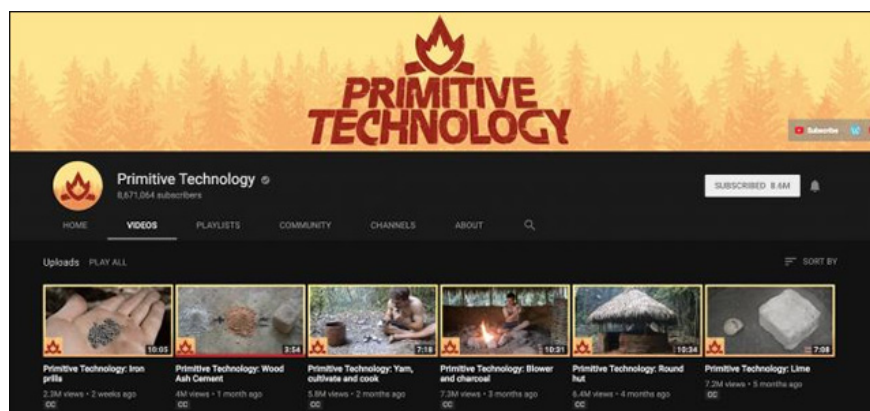 PRIMITIVE
TECHNOLOGY
Subscribe
Primitive Technology
8,671,064 subscribers
SUBSCRIBED 8.6M
HOME VIDEOS PLAYLISTS COMMUNITY CHANNELS ABOUT
Uploads PLAY ALL SORT BY
10:05 3:54 7:18 10:31 10:34 7:08
Primitive Technology: Iron prills
2.3M views • 2 weeks ago
CC
Primitive Technology: Wood Ash Cement
4M views • 1 month ago
CC
Primitive Technology: Yam, cultivate and cook
5.8M views • 2 months ago
CC
Primitive Technology: Blower and charcoal
7.3M views • 3 months ago
CC
Primitive Technology: Round hut
6.4M views • 4 months ago
CC
Primitive Technology: Lime
7.2M views • 5 months ago
CC